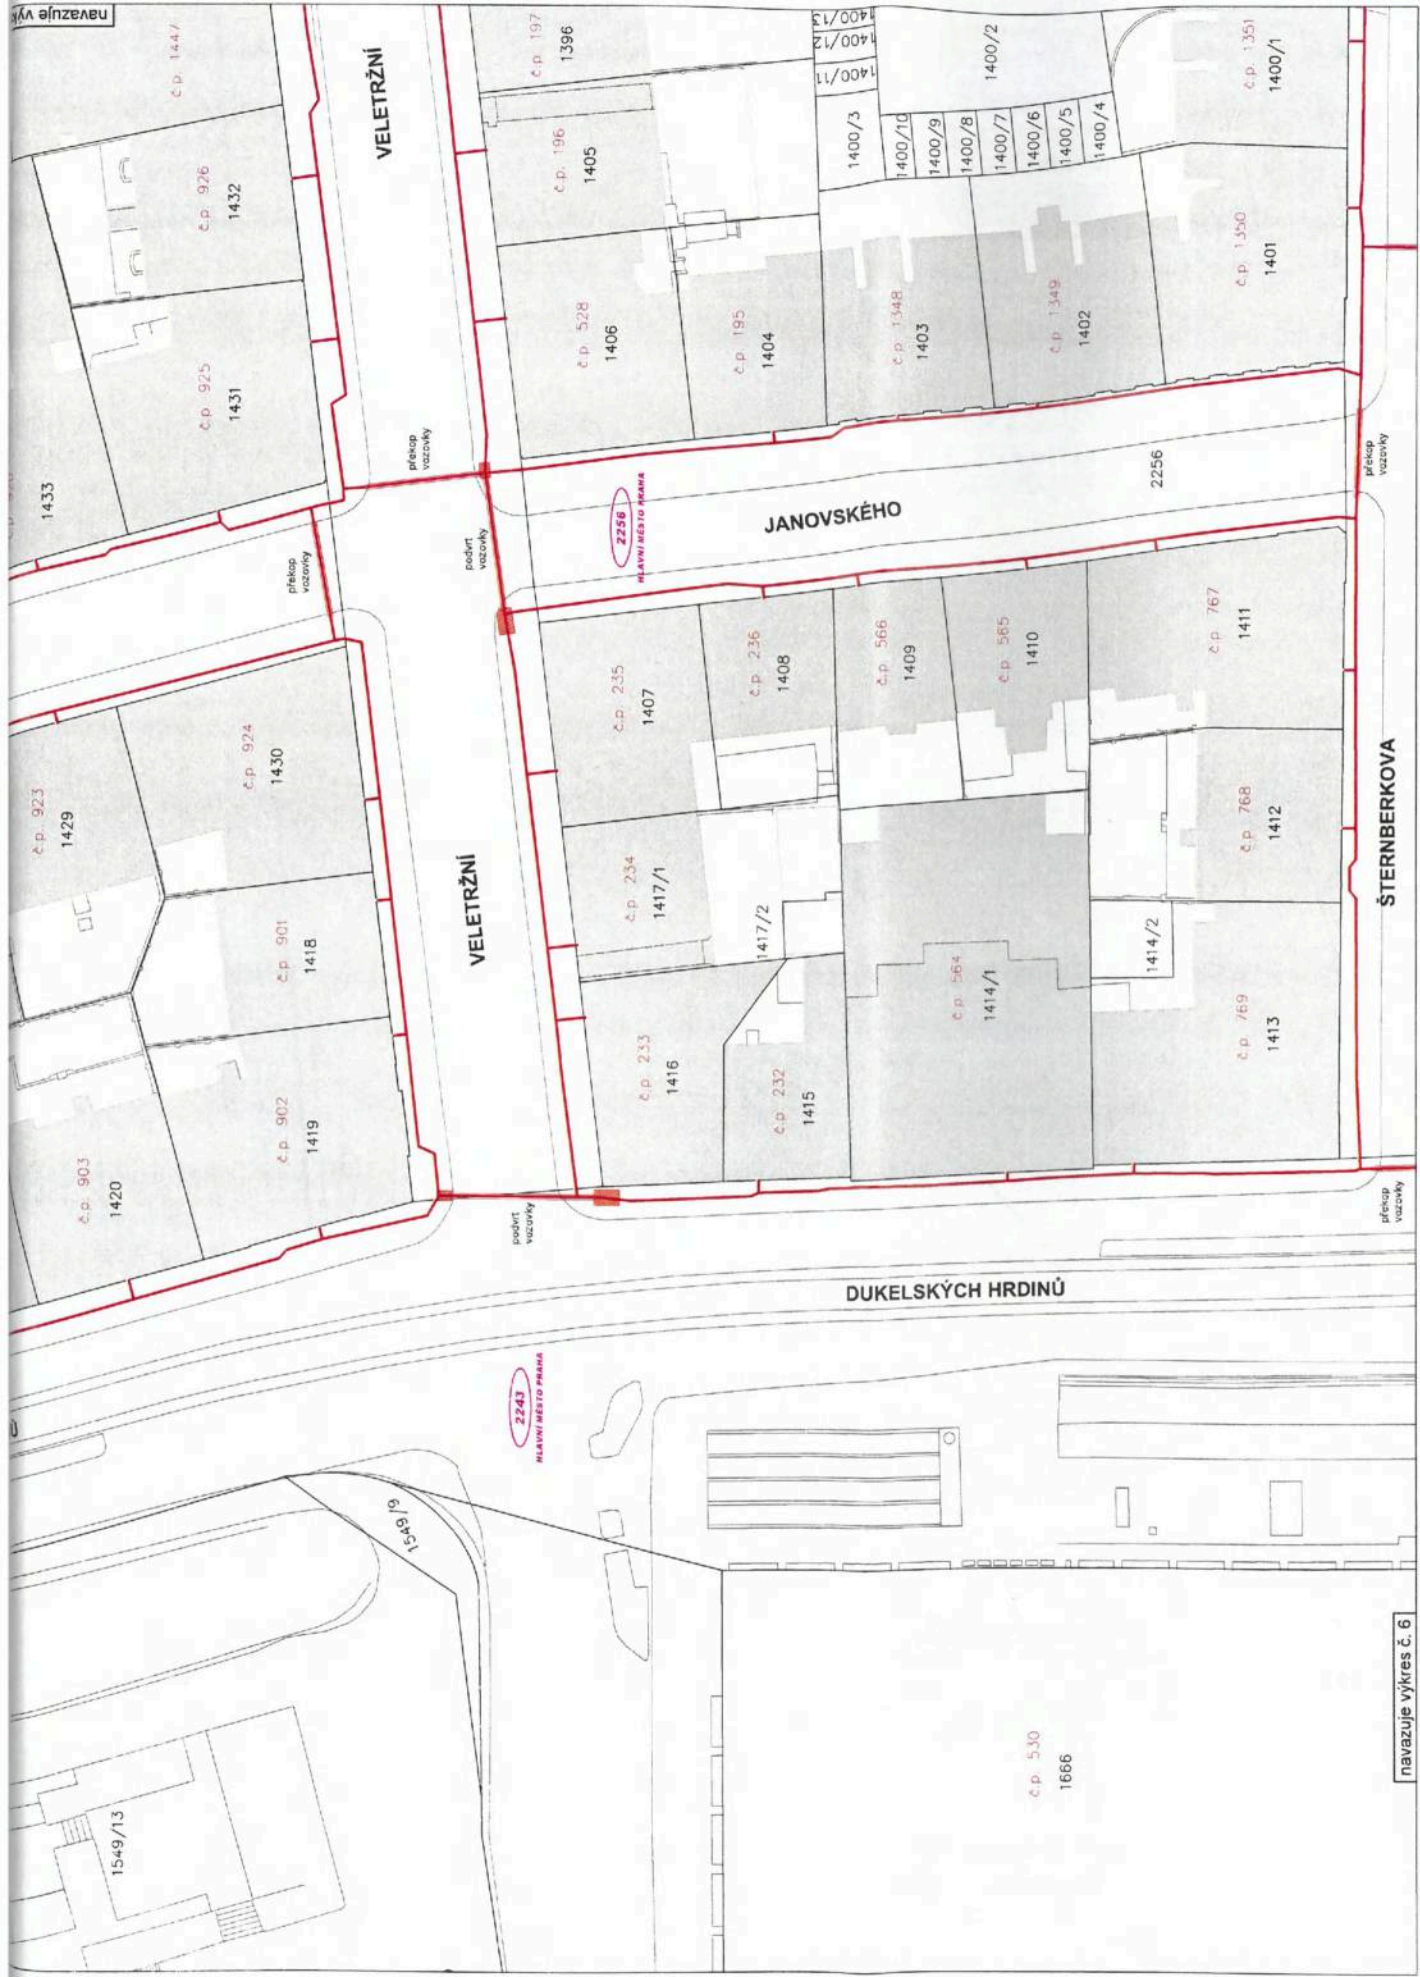 navazuje
č.p. 1447
VELETRŽNÍ
č.p. 197
1396
1400/13
1400/12
1400/11
1400/2
č.p. 1351
1400/1
č.p. 926
1432
č.p. 196
1405
1400/3
1400/10
1400/9
1400/8
1400/7
1400/6
1400/5
1400/4
č.p. 925
1431
č.p. 528
1406
č.p. 195
1404
č.p. 1348
1403
č.p. 1349
1402
č.p. 1350
1401
1433
překop
vozovky
překop
vozovky
podvrt
vozovky
2256
HLAVNÍ MĚSTO PRAHA
JANOVSKÉHO
2256
překop
vozovky
č.p. 923
1429
č.p. 924
1430
č.p. 235
1407
č.p. 236
1408
č.p. 566
1409
č.p. 565
1410
č.p. 767
1411
č.p. 901
1418
VELETRŽNÍ
č.p. 234
1417/1
1417/2
č.p. 564
1414/1
1414/2
č.p. 768
1412
ŠTERNBERKOVA
č.p. 903
1420
č.p. 902
1419
č.p. 233
1416
č.p. 232
1415
č.p. 769
1413
podvrt
vozovky
překop
vozovky
DUKELSKÝCH HRDINŮ
Ů
2243
HLAVNÍ MĚSTO PRAHA
1549/9
1549/13
č.p. 530
1666
navazuje výkres č. 6